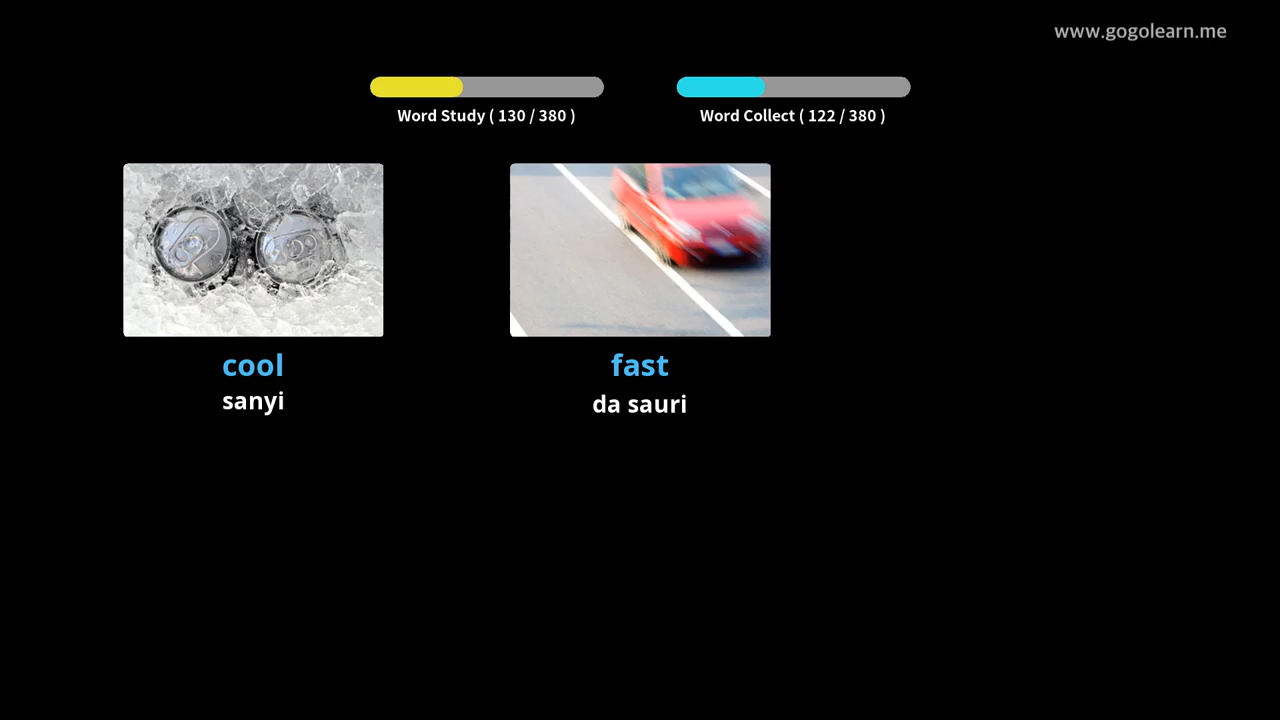 www.gogolearn.me
Word Study ( 130 / 380 )
Word Collect ( 122 / 380 )
cool
sanyi
fast
da sauri